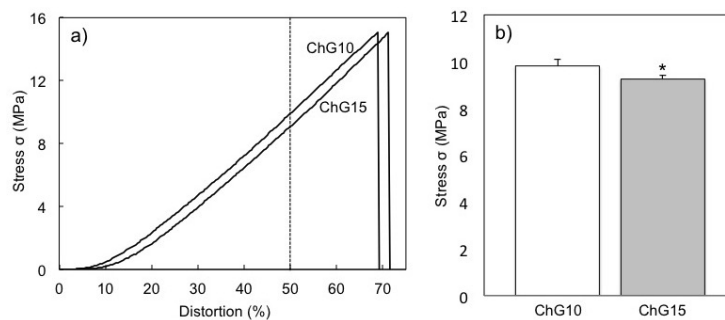 a)
16
12
8
4
0
Stress σ (MPa)
ChG10
ChG15
0 10 20 30 40 50 60 70
Distortion (%)
b)
12
10
8
6
4
2
0
Stress σ (MPa)
*
ChG10 ChG15